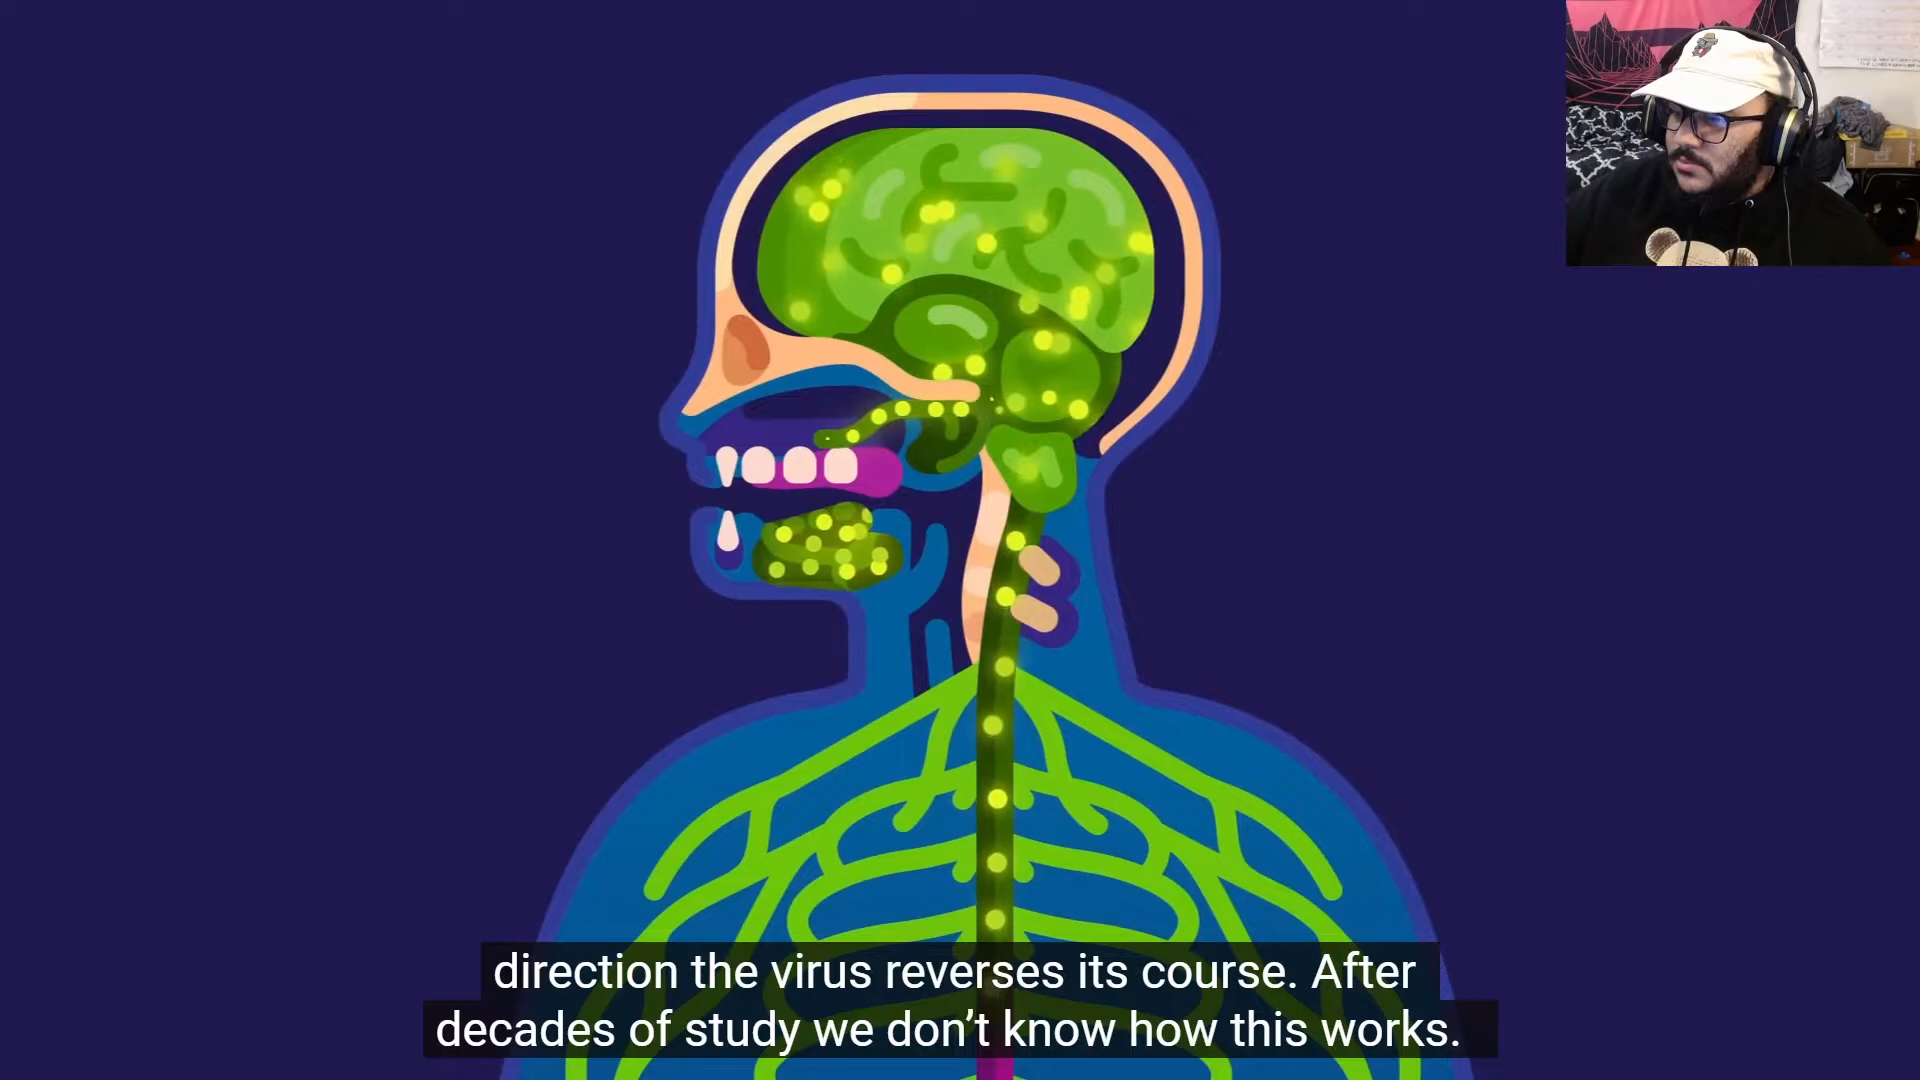 direction the virus reverses its course. After
decades of study we don’t know how this works.